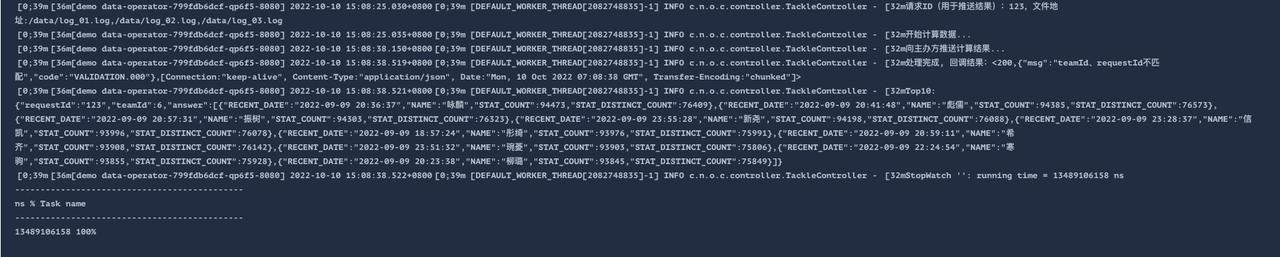 [0;39m [36m[demo data-operator-799fdb6dcf-qp6f5-8080] 2022-10-10 15:08:25.030+0800 [0;39m [DEFAULT_WORKER_THREAD[2082748835]-1] INFO c.n.o.c.controller.TackleController - [32m请求ID（用于推送结果）：123, 文件地
址:/data/log_01.log,/data/log_02.log,/data/log_03.log
[0;39m [36m[demo data-operator-799fdb6dcf-qp6f5-8080] 2022-10-10 15:08:25.035+0800 [0;39m [DEFAULT_WORKER_THREAD[2082748835]-1] INFO c.n.o.c.controller.TackleController - [32m开始计算数据...
[0;39m [36m[demo data-operator-799fdb6dcf-qp6f5-8080] 2022-10-10 15:08:38.150+0800 [0;39m [DEFAULT_WORKER_THREAD[2082748835]-1] INFO c.n.o.c.controller.TackleController - [32m向主办方推送计算结果...
[0;39m [36m[demo data-operator-799fdb6dcf-qp6f5-8080] 2022-10-10 15:08:38.519+0800 [0;39m [DEFAULT_WORKER_THREAD[2082748835]-1] INFO c.n.o.c.controller.TackleController - [32m处理完成, 回调结果: <200,{"msg":"teamId、requestId不匹
配","code":"VALIDATION.000"},[Connection:"keep-alive", Content-Type:"application/json", Date:"Mon, 10 Oct 2022 07:08:38 GMT", Transfer-Encoding:"chunked"]>
[0;39m [36m[demo data-operator-799fdb6dcf-qp6f5-8080] 2022-10-10 15:08:38.521+0800 [0;39m [DEFAULT_WORKER_THREAD[2082748835]-1] INFO c.n.o.c.controller.TackleController - [32mTop10:
{"requestId":"123","teamId":6,"answer":[{"RECENT_DATE":"2022-09-09 20:36:37","NAME":"咏麟","STAT_COUNT":94473,"STAT_DISTINCT_COUNT":76409},{"RECENT_DATE":"2022-09-09 20:41:48","NAME":"彪儒","STAT_COUNT":94385,"STAT_DISTINCT_COUNT":76573},
{"RECENT_DATE":"2022-09-09 20:57:31","NAME":"振树","STAT_COUNT":94303,"STAT_DISTINCT_COUNT":76323},{"RECENT_DATE":"2022-09-09 23:55:28","NAME":"新尧","STAT_COUNT":94198,"STAT_DISTINCT_COUNT":76088},{"RECENT_DATE":"2022-09-09 23:28:37","NAME":"信
凯","STAT_COUNT":93996,"STAT_DISTINCT_COUNT":76078},{"RECENT_DATE":"2022-09-09 18:57:24","NAME":"彤绮","STAT_COUNT":93976,"STAT_DISTINCT_COUNT":75991},{"RECENT_DATE":"2022-09-09 20:59:11","NAME":"希
齐","STAT_COUNT":93908,"STAT_DISTINCT_COUNT":76142},{"RECENT_DATE":"2022-09-09 23:51:32","NAME":"琬菱","STAT_COUNT":93903,"STAT_DISTINCT_COUNT":75806},{"RECENT_DATE":"2022-09-09 22:24:54","NAME":"骞
驹","STAT_COUNT":93855,"STAT_DISTINCT_COUNT":75928},{"RECENT_DATE":"2022-09-09 20:23:38","NAME":"柳璐","STAT_COUNT":93845,"STAT_DISTINCT_COUNT":75849}]}
[0;39m [36m[demo data-operator-799fdb6dcf-qp6f5-8080] 2022-10-10 15:08:38.522+0800 [0;39m [DEFAULT_WORKER_THREAD[2082748835]-1] INFO c.n.o.c.controller.TackleController - [32mStopWatch '': running time = 13489106158 ns
---------------------------------------------
ns % Task name
---------------------------------------------
13489106158 100%